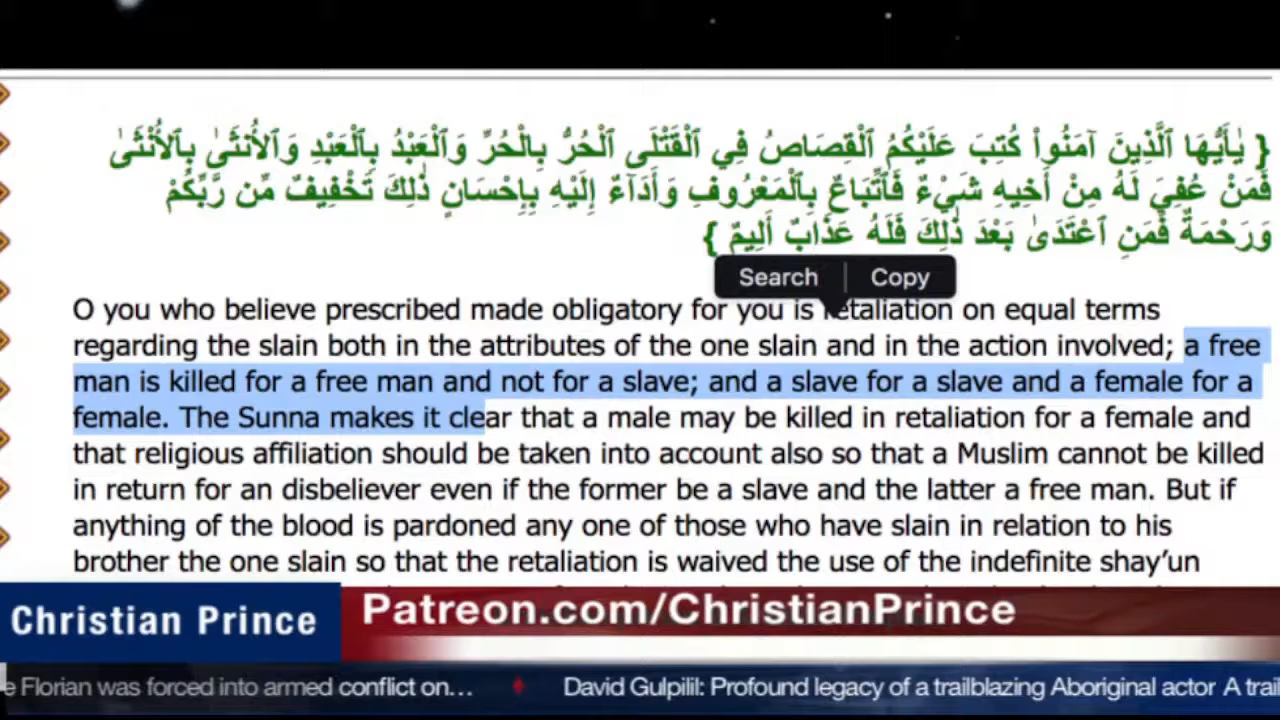 { يٰأَيُّهَا ٱلَّذِينَ آمَنُواْ كُتِبَ عَلَيْكُمُ ٱلْقِصَاصُ فِي ٱلْقَتْلَى ٱلْحُرُّ بِالْحُرِّ وَٱلْعَبْدُ بِٱلْعَبْدِ وَٱلأُنثَىٰ بِٱلأُنْثَىٰ
فَمَنْ عُفِيَ لَهُ مِنْ أَخِيهِ شَيْءٌ فَٱتِّبَاعٌ بِٱلْمَعْرُوفِ وَأَدَآءٌ إِلَيْهِ بِإِحْسَانٍ ذٰلِكَ تَخْفِيفٌ مِّن رَّبِّكُمْ
وَرَحْمَةٌ فَمَنِ ٱعْتَدَىٰ بَعْدَ ذٰلِكَ فَلَهُ عَذَابٌ أَلِيمٌ }
Search Copy
O you who believe prescribed made obligatory for you is retaliation on equal terms
regarding the slain both in the attributes of the one slain and in the action involved; a free
man is killed for a free man and not for a slave; and a slave for a slave and a female for a
female. The Sunna makes it clear that a male may be killed in retaliation for a female and
that religious affiliation should be taken into account also so that a Muslim cannot be killed
in return for an disbeliever even if the former be a slave and the latter a free man. But if
anything of the blood is pardoned any one of those who have slain in relation to his
brother the one slain so that the retaliation is waived the use of the indefinite shay'un
Christian Prince
Patreon.com/ChristianPrince
e Florian was forced into armed conflict on... David Gulpilil: Profound legacy of a trailblazing Aboriginal actor A trail